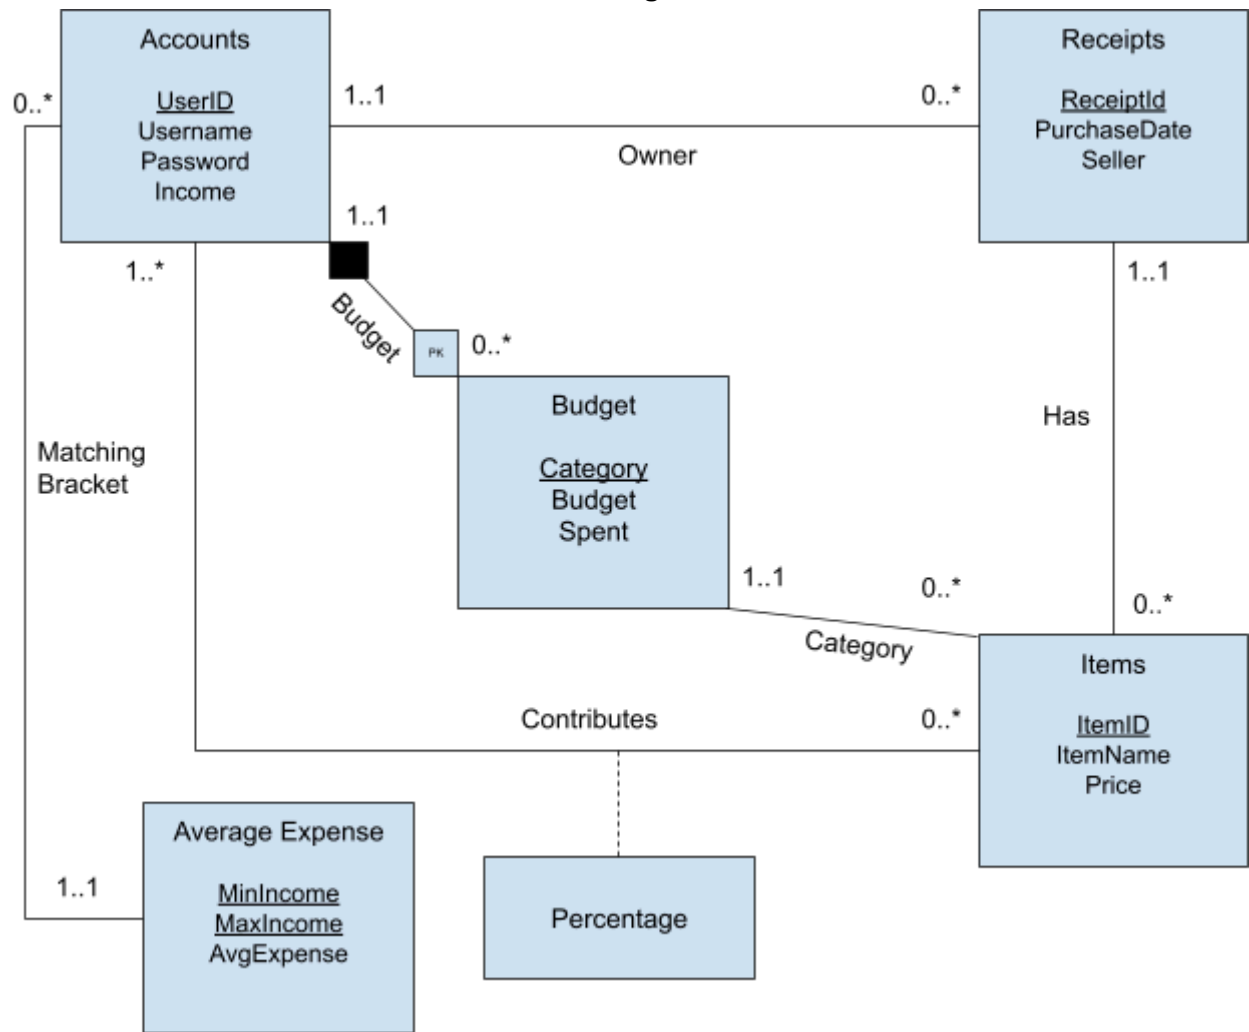 Accounts
UserID
Username
Password
Income
Receipts
ReceiptId
PurchaseDate
Seller
0..*
1..1
0..*
Owner
1..1
1..*
1..1
Budget
PK
0..*
Budget
Category
Budget
Spent
Matching
Bracket
Has
1..1
0..*
0..*
Category
Items
ItemID
ItemName
Price
Contributes
0..*
Average Expense
MinIncome
MaxIncome
AvgExpense
1..1
Percentage